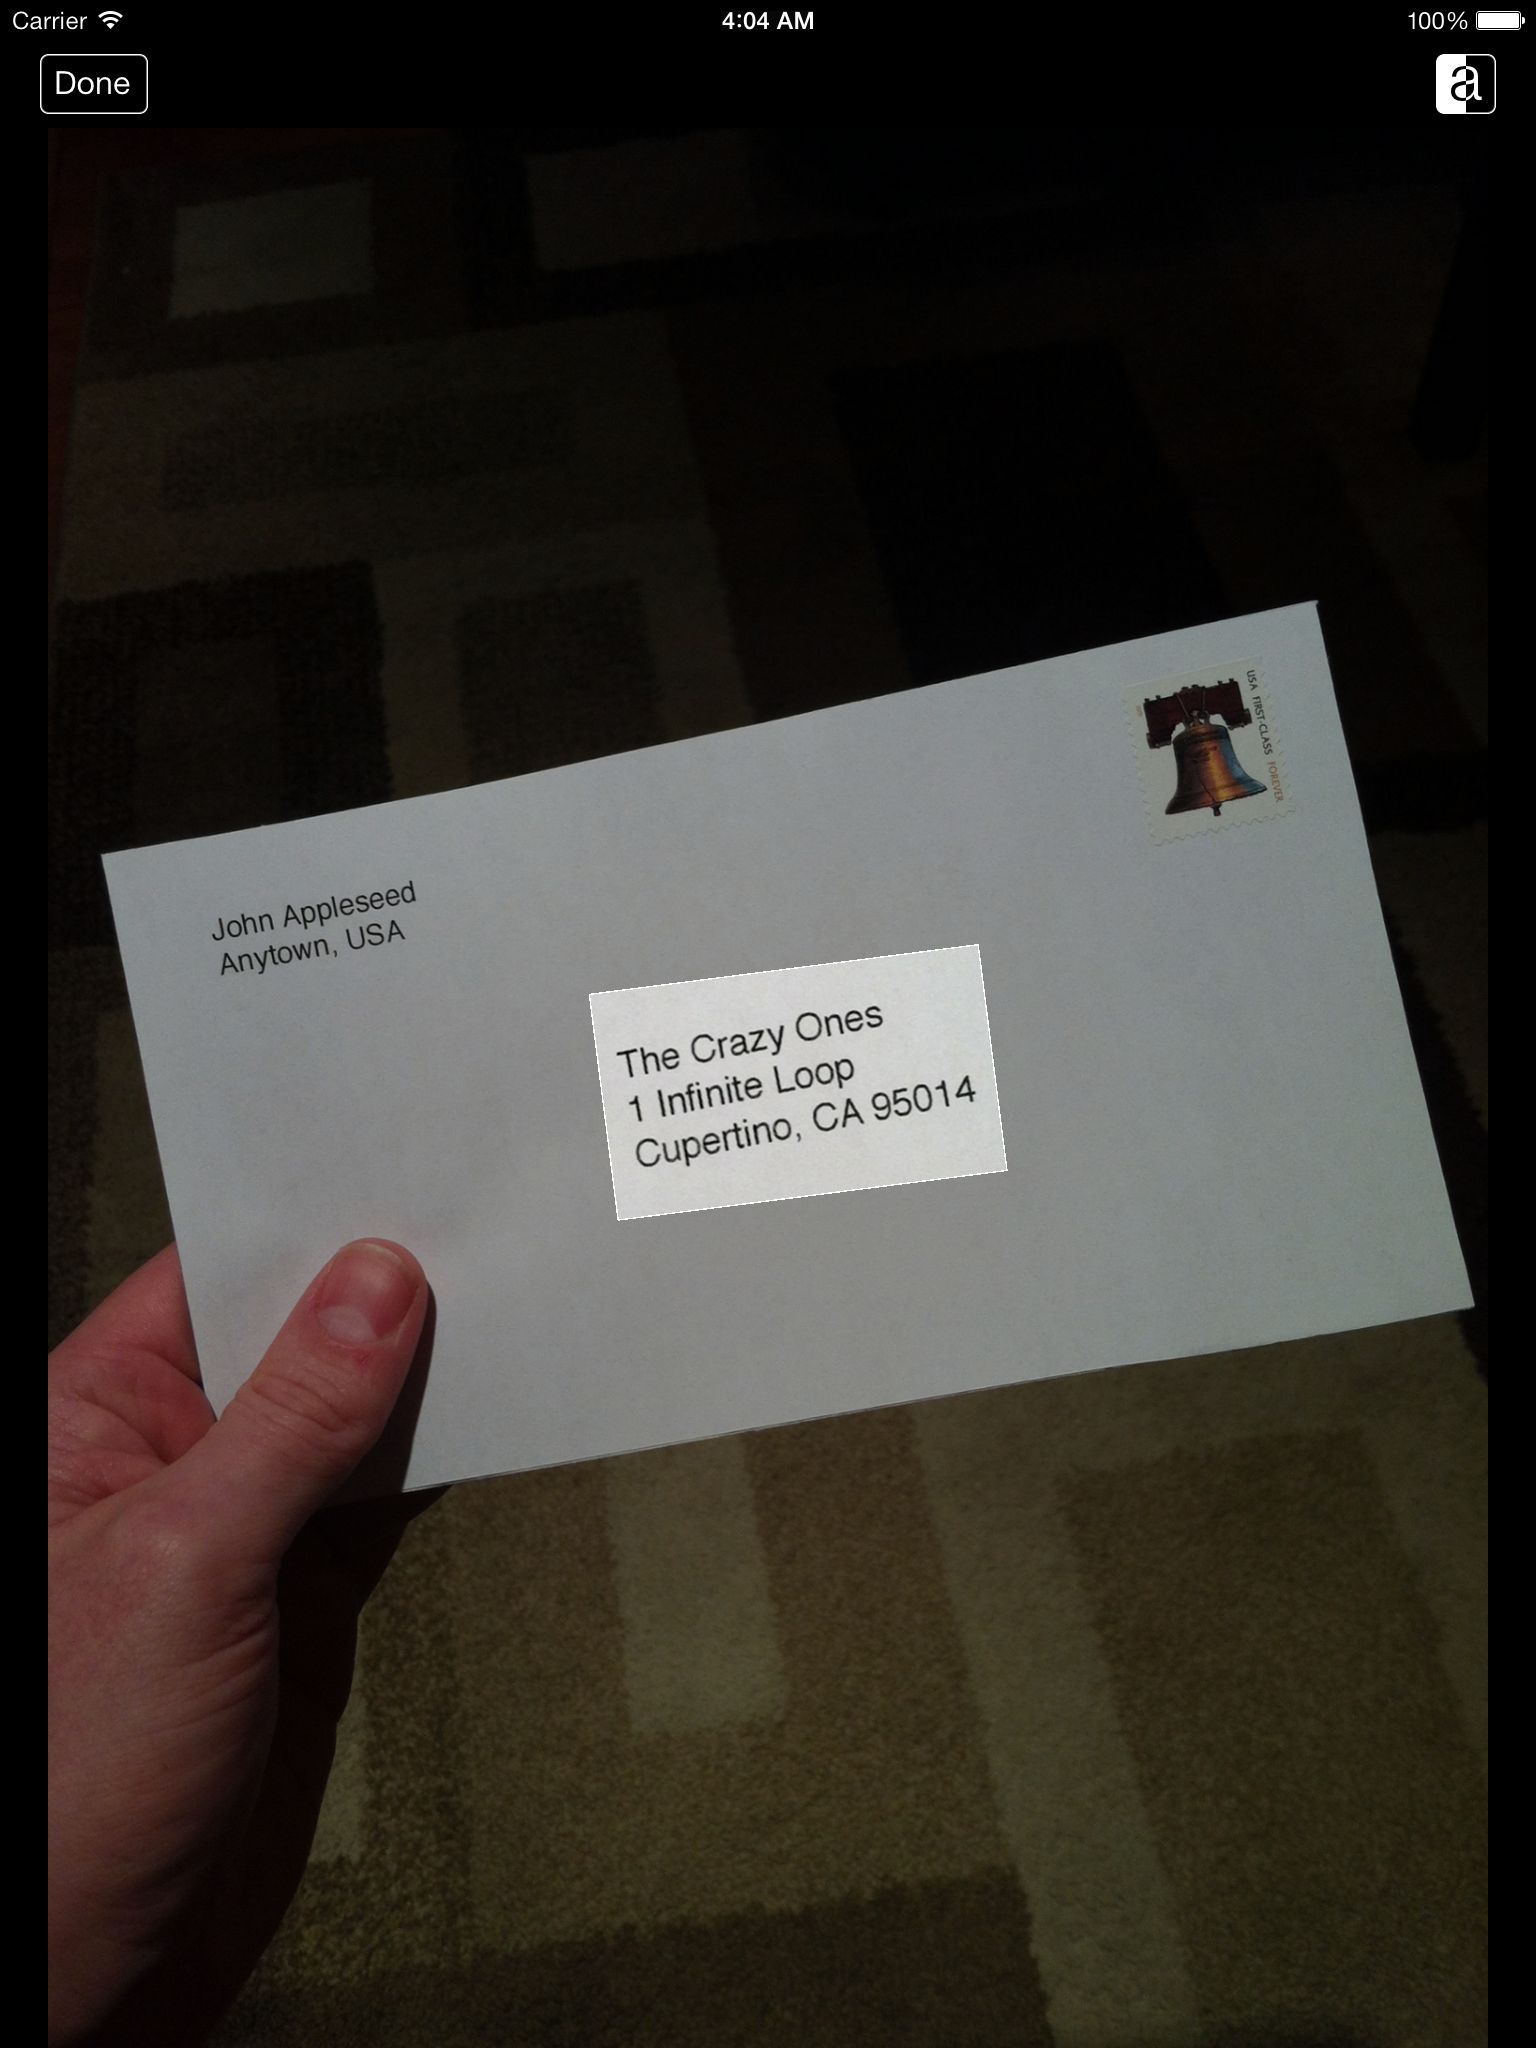 Carrier 4:04 AM 100%
Done a
USA FIRST-CLASS FOREVER
John Appleseed
Anytown, USA
The Crazy Ones
1 Infinite Loop
Cupertino, CA 95014